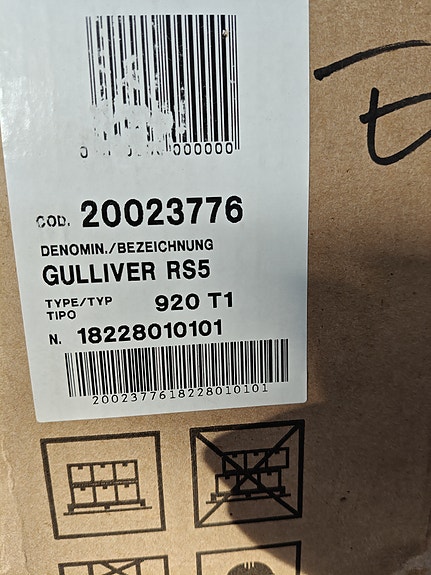 000000
COD. 20023776
DENOMIN./BEZEICHNUNG
GULLIVER RS5
TYPE/TYP 920 T1
TIPO
N. 18228010101
2002377618228010101